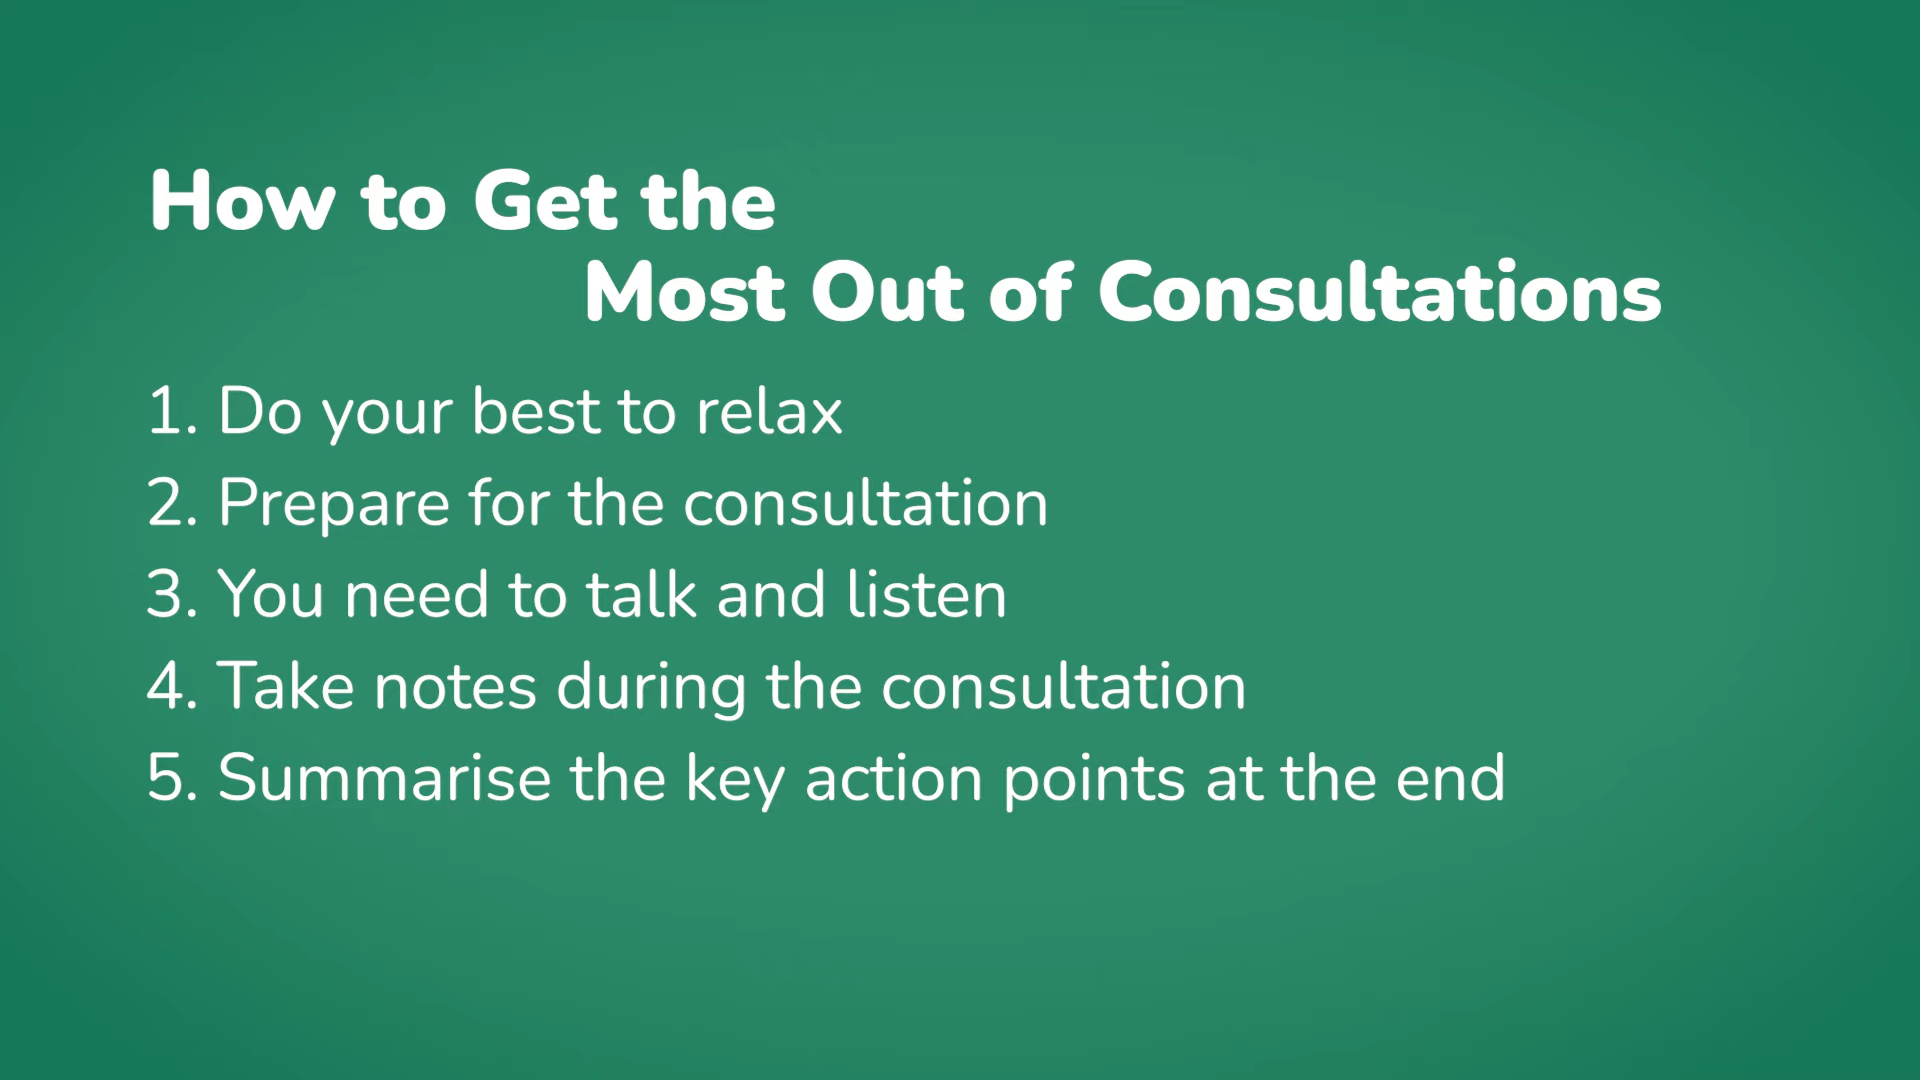 How to Get the
Most Out of Consultations
1. Do your best to relax
2. Prepare for the consultation
3. You need to talk and listen
4. Take notes during the consultation
5. Summarise the key action points at the end